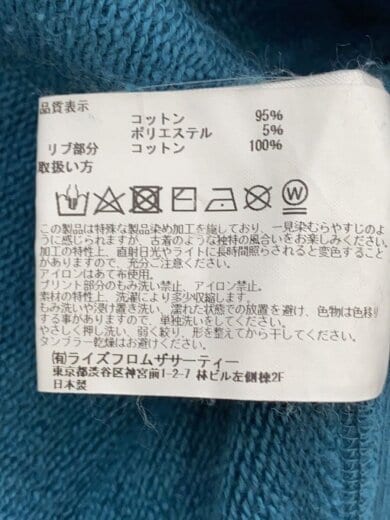 品質表示
コットン 95%
ポリエステル 5%
リブ部分 コットン 100%
取扱い方
W
この製品は特殊な製品染め加工を施しており、一見染むらやすじのよ
うに感じられますが、古着のような独特の風合いをお楽しみください。
加工の特性上、直射日光やライトに長時間照らされると変色すること
がありますので、充分ご注意ください。
アイロンはあて布使用。
プリント部分のもみ洗い禁止、アイロン禁止。
素材の特性上、洗濯により多少収縮します。
もみ洗いや浸け置き洗い、濡れた状態での放置を避け、色物は色移り
する事がありますので、単独洗いをしてください。
やさしく押し洗い、弱く絞り、形を整えてから干してください。
タンブラー乾燥はお避けください。
㈲ライズフロムザサーティー
東京都渋谷区神宮前1-2-7 林ビル左側棟2F
日本製